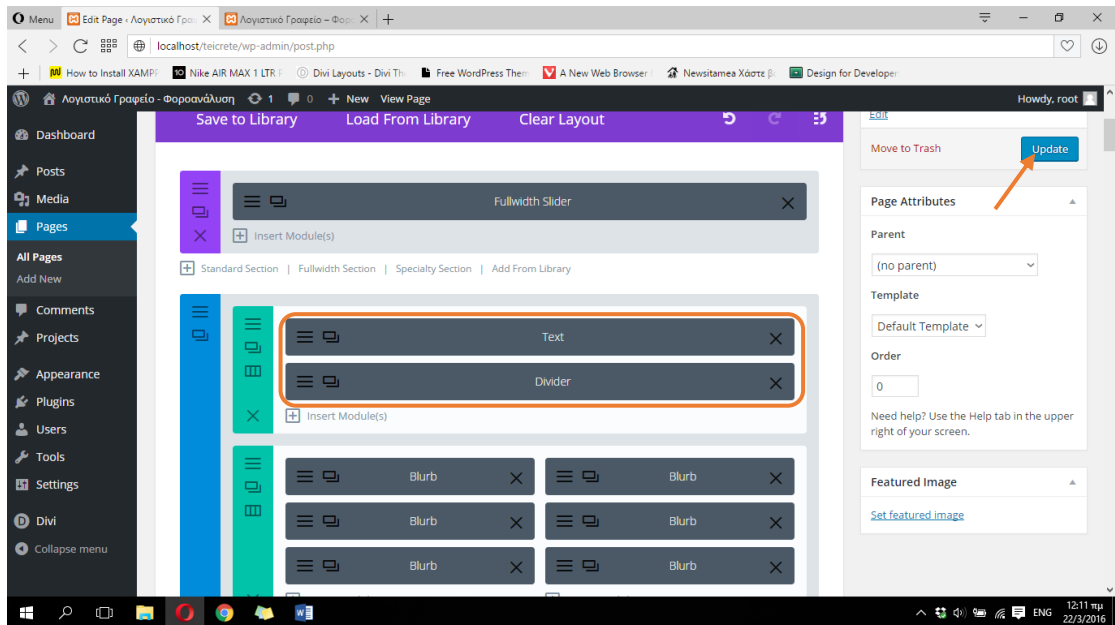 Menu
Edit Page ‹ Λογιστικό Γρα
Λογιστικό Γραφείο – Φορο
localhost/teicrete/wp-admin/post.php
How to Install XAMPP
Nike AIR MAX 1 LTR
Divi Layouts - Divi Th
Free WordPress Them
A New Web Browser
Newsitamea Χάστε
Design for Developer
Λογιστικό Γραφείο - Φοροανάλυση
1
0
New
View Page
Howdy, root
Dashboard
Posts
Media
Pages
All Pages
Add New
Comments
Projects
Appearance
Plugins
Users
Tools
Settings
Divi
Collapse menu
Save to Library
Load From Library
Clear Layout
Fullwidth Slider
Insert Module(s)
Standard Section | Fullwidth Section | Specialty Section | Add From Library
Text
Divider
Insert Module(s)
Blurb
Blurb
Blurb
Blurb
Blurb
Blurb
Edit
Move to Trash
Update
Page Attributes
Parent
(no parent)
Template
Default Template
Order
0
Need help? Use the Help tab in the upper
right of your screen.
Featured Image
Set featured image
ENG
12:11 πμ
22/3/2016